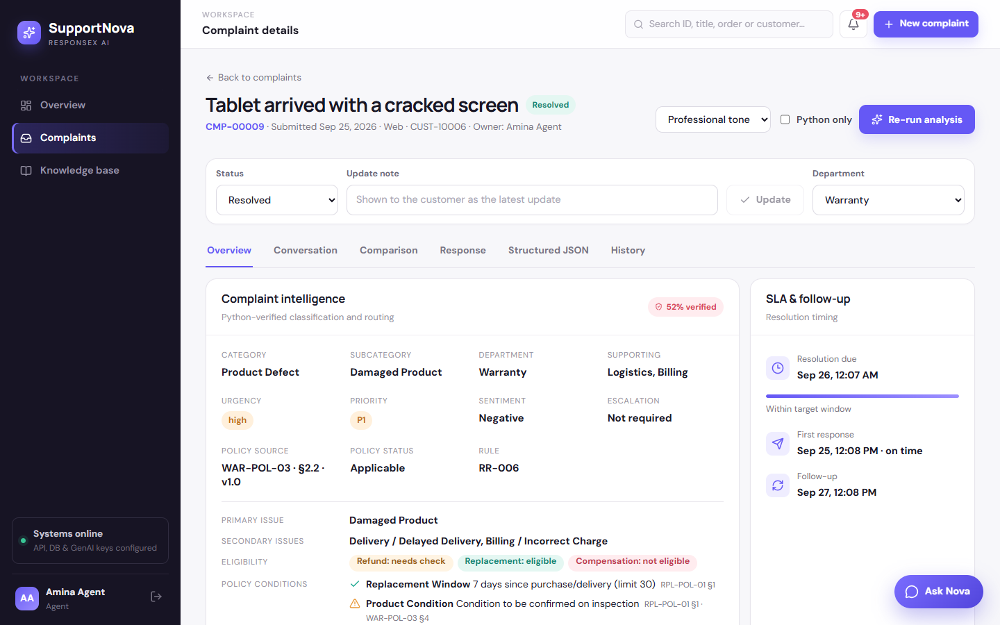 SupportNova
RESPONSEX AI
WORKSPACE
Overview
Complaints
Knowledge base
Systems online
API, DB & GenAI keys configured
AA
Amina Agent
Agent
WORKSPACE
Complaint details
Search ID, title, order or customer...
9+
New complaint
Back to complaints
Tablet arrived with a cracked screen
Resolved
CMP-00009 · Submitted Sep 25, 2026 · Web · CUST-10006 · Owner: Amina Agent
Professional tone
Python only
Re-run analysis
Status
Resolved
Update note
Shown to the customer as the latest update
Update
Department
Warranty
Overview
Conversation
Comparison
Response
Structured JSON
History
Complaint intelligence
Python-verified classification and routing
52% verified
CATEGORY
Product Defect
SUBCATEGORY
Damaged Product
DEPARTMENT
Warranty
SUPPORTING
Logistics, Billing
URGENCY
high
PRIORITY
P1
SENTIMENT
Negative
ESCALATION
Not required
POLICY SOURCE
WAR-POL-03 · §2.2 ·
v1.0
POLICY STATUS
Applicable
RULE
RR-006
PRIMARY ISSUE
Damaged Product
SECONDARY ISSUES
Delivery / Delayed Delivery, Billing / Incorrect Charge
ELIGIBILITY
Refund: needs check
Replacement: eligible
Compensation: not eligible
POLICY CONDITIONS
Replacement Window 7 days since purchase/delivery (limit 30) RPL-POL-01 §1
Product Condition Condition to be confirmed on inspection RPL-POL-01 §1 ·
WAR-POL-03 §4
SLA & follow-up
Resolution timing
Resolution due
Sep 26, 12:07 AM
Within target window
First response
Sep 25, 12:08 PM · on time
Follow-up
Sep 27, 12:08 PM
Ask Nova